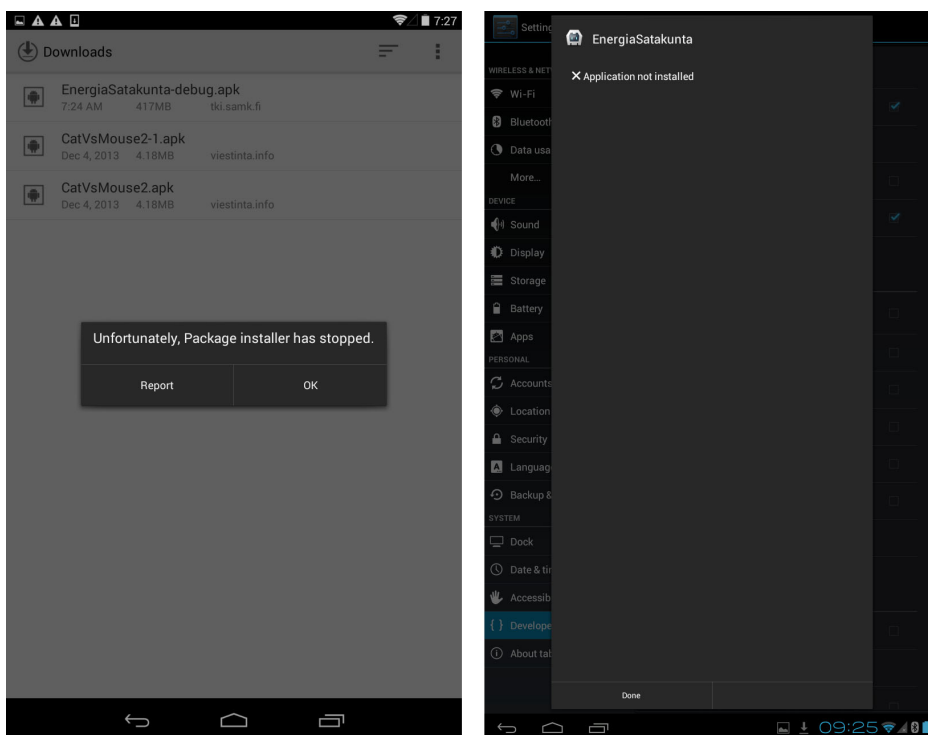 7:27
Downloads
EnergiaSatakunta-debug.apk
7:24 AM 417MB tki.samk.fi
CatVsMouse2-1.apk
Dec 4, 2013 4.18MB viestinta.info
CatVsMouse2.apk
Dec 4, 2013 4.18MB viestinta.info
Unfortunately, Package installer has stopped.
Report OK
Setting
WIRELESS & NET
Wi-Fi
Bluetooth
Data usa
More...
DEVICE
Sound
Display
Storage
Battery
Apps
PERSONAL
Accounts
Location
Security
Languag
Backup &
SYSTEM
Dock
Date & tim
Accessib
Develope
About tab
EnergiaSatakunta
Application not installed
Done
09:25